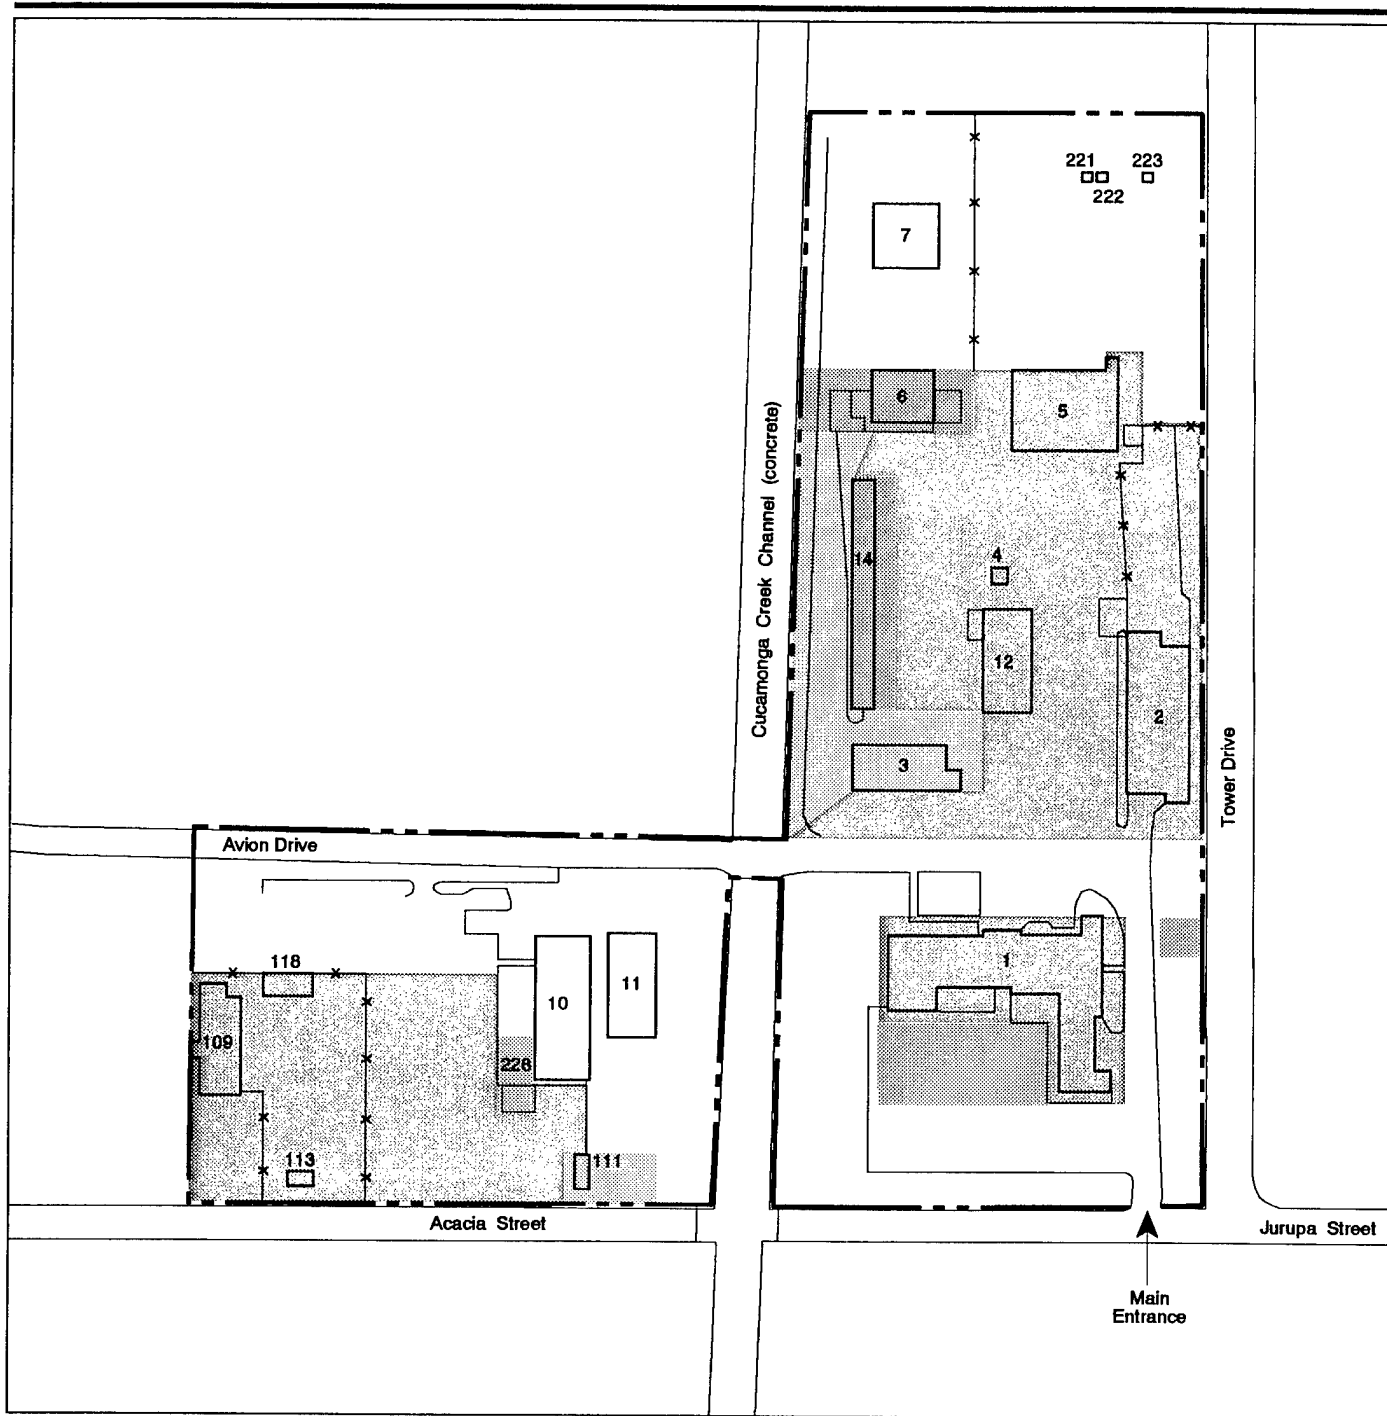 221
223
222
7
6
5
14
4
12
Cucamonga Creek Channel (concrete)
2
3
Tower Drive
Avion Drive
118
1
11
10
109
228
113
111
Acacia Street
Jurupa Street
Main
Entrance